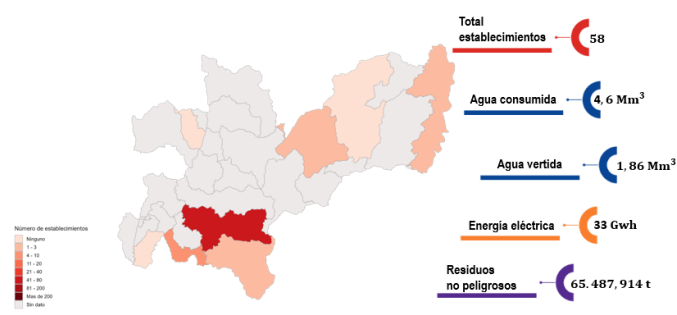 Total
establecimientos
58
Agua consumida
4,6 Mm³
Agua vertida
1,86 Mm³
Energía eléctrica
33 Gwh
Residuos
no peligrosos
65.487,914 t
Número de establecimientos
Ninguno
1 - 3
4 - 10
11 - 20
21 - 40
41 - 80
81 - 200
Mas de 200
Sin dato